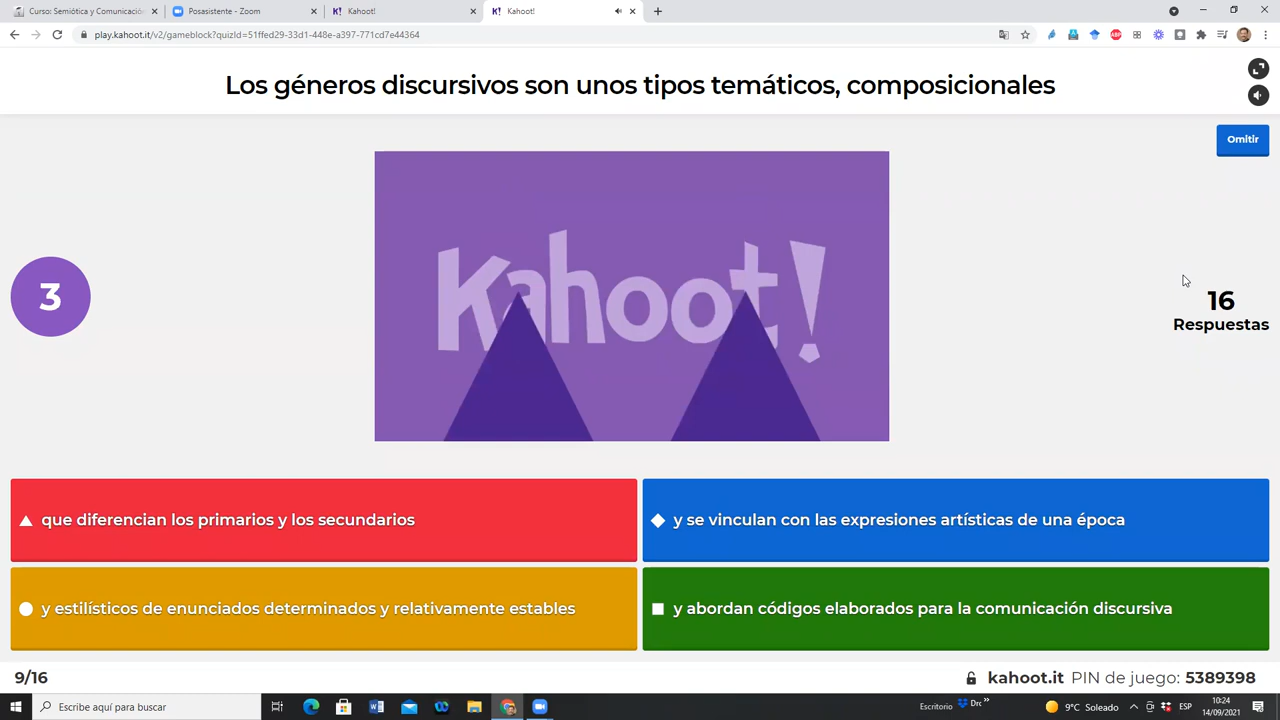 Curso: Semiótica y Comunicación
Posasistente - Zoom
Kahoot!
Kahoot!
play.kahoot.it/v2/gameblock?quizId=51ffed29-33d1-448e-a397-771cd7e44364
Los géneros discursivos son unos tipos temáticos, composicionales
Omitir
Kahoot!
3
16
Respuestas
que diferencian los primarios y los secundarios
y se vinculan con las expresiones artísticas de una época
y estilísticos de enunciados determinados y relativamente estables
y abordan códigos elaborados para la comunicación discursiva
9/16
kahoot.it PIN de juego: 5389398
Escribe aquí para buscar
Escritorio
9°C Soleado
ESP
10:24
14/09/2021